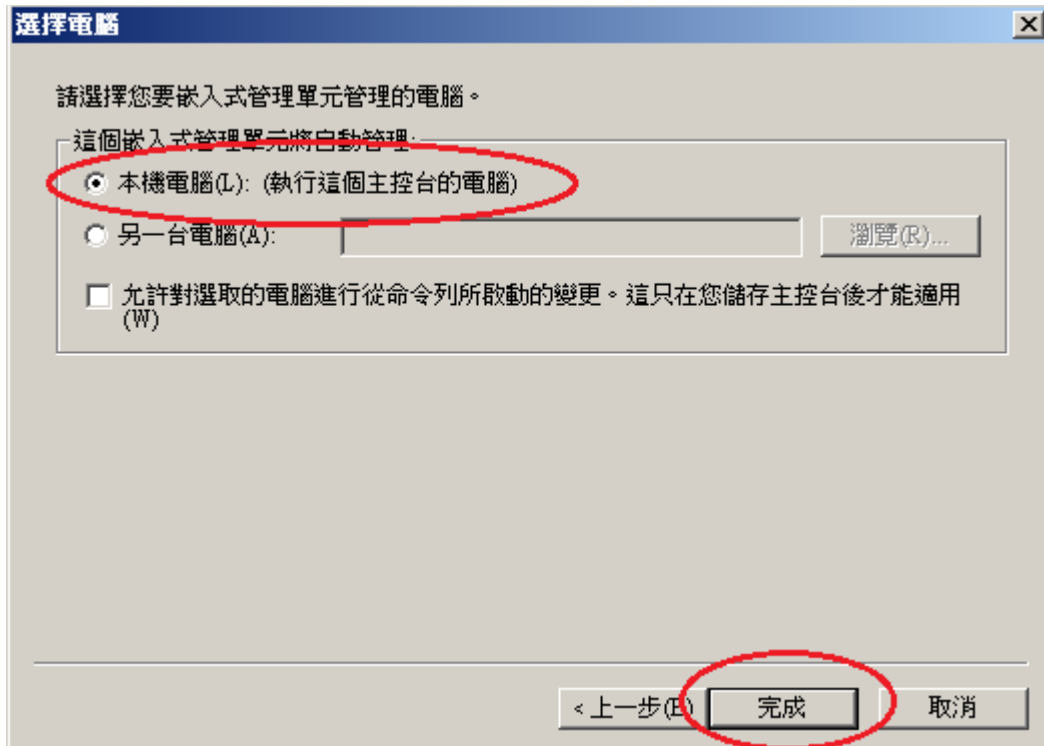 選擇電腦
請選擇您要嵌入式管理單元管理的電腦。
這個嵌入式管理單元將自動管理:
本機電腦(L): (執行這個主控台的電腦)
另一台電腦(A):
瀏覽(R)...
允許對選取的電腦進行從命令列所啟動的變更。這只在您儲存主控台後才能適用
(W)
<上一步(B)
完成
取消